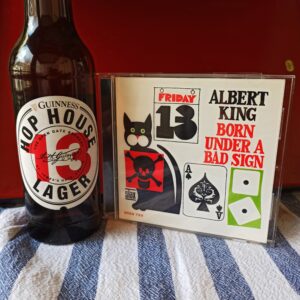 GUINNESS
HOP HOUSE
13
LAGER
FRIDAY
13
ALBERT
KING
BORN
UNDER A
BAD SIGN
A
A